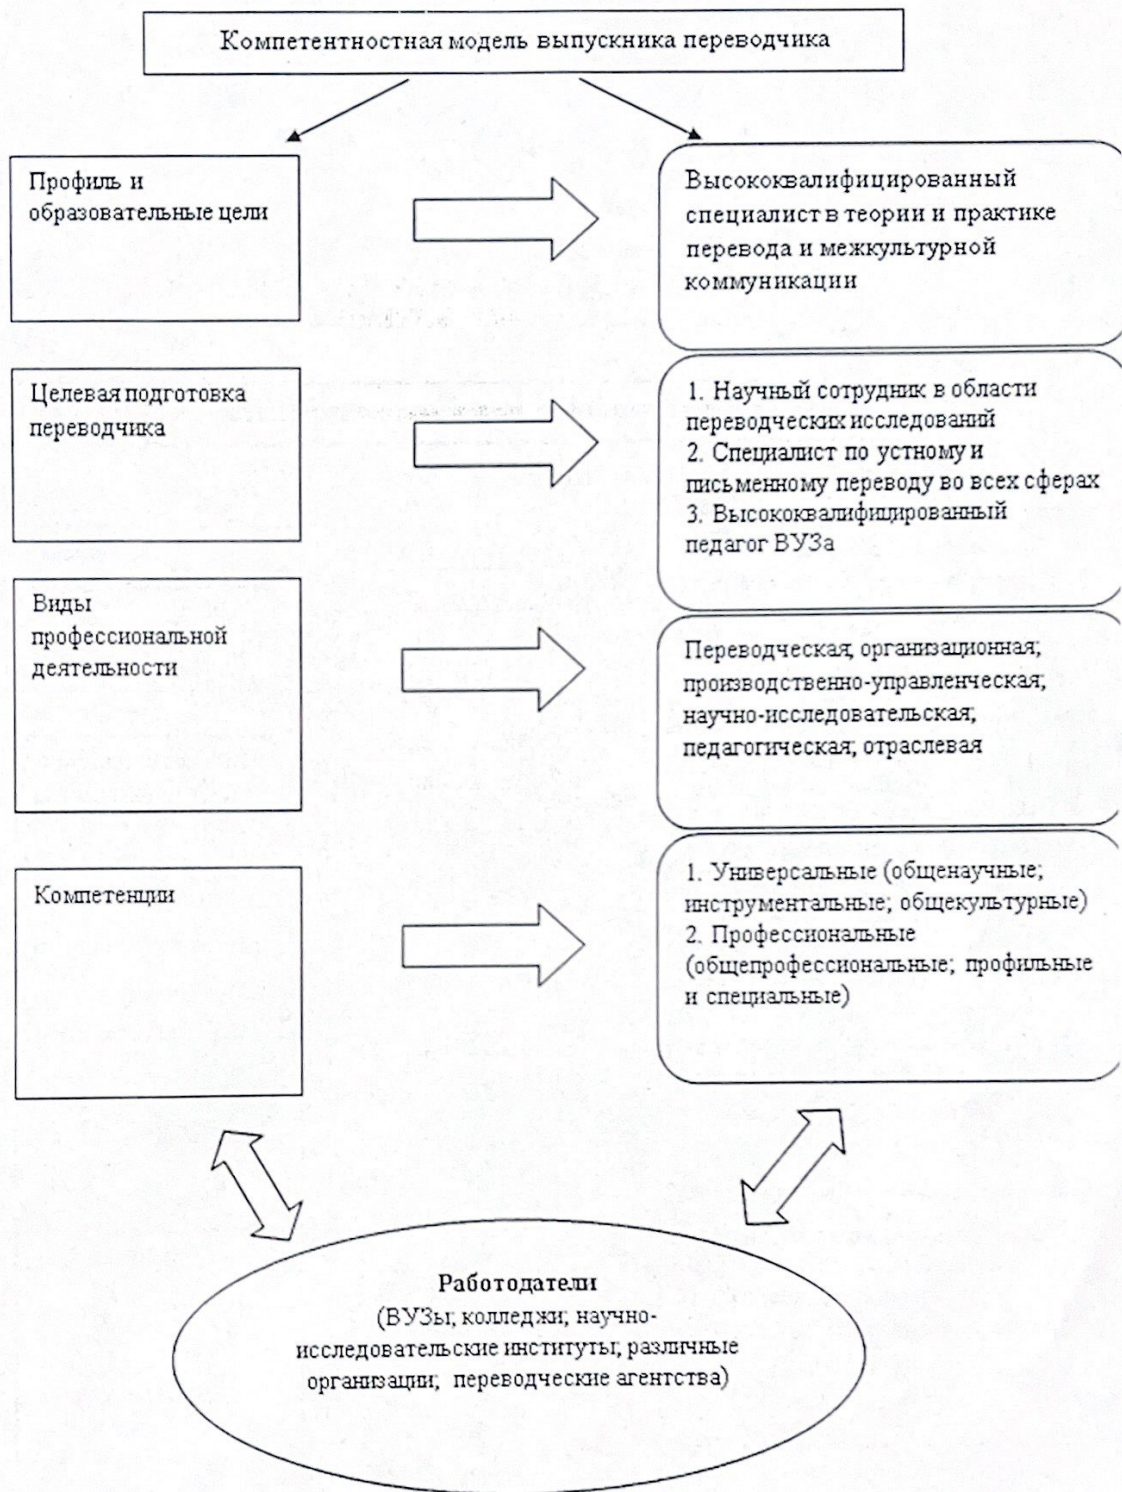 Компетентностная модель выпускника переводчика
Профиль и
образовательные цели
Высококвалифицированный
специалист в теории и практике
перевода и межкультурной
коммуникации
Целевая подготовка
переводчика
1. Научный сотрудник в области
переводческих исследований
2. Специалист по устному и
письменному переводу во всех сферах
3. Высококвалифицированный
педагог ВУЗа
Виды
профессиональной
деятельности
Переводческая; организационная;
производственно-управленческая;
научно-исследовательская;
педагогическая; отраслевая
Компетенции
1. Универсальные (общенаучные;
инструментальные; общекультурные)
2. Профессиональные
(общепрофессиональные; профильные
и специальные)
Работодатели
(ВУЗы; колледжи; научно-
исследовательские институты; различные
организации; переводческие агентства)